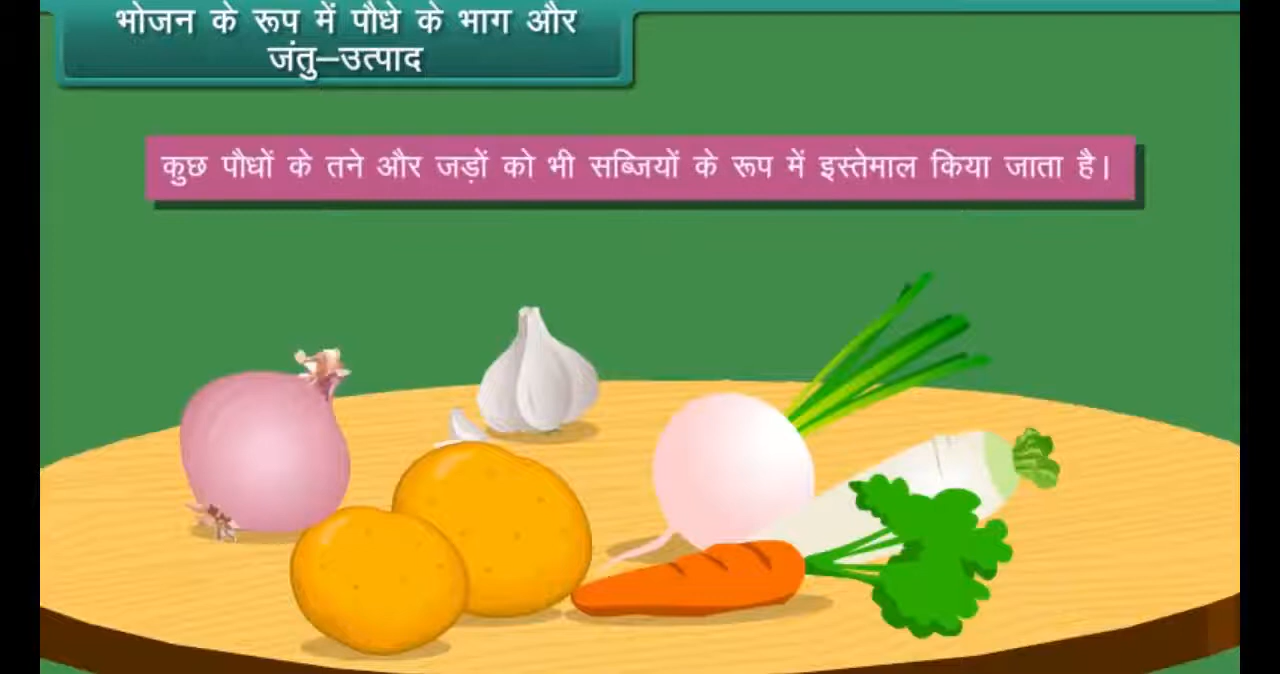 भोजन के रूप में पौधे के भाग और
जंतु–उत्पाद
कुछ पौधों के तने और जड़ों को भी सब्जियों के रूप में इस्तेमाल किया जाता है।